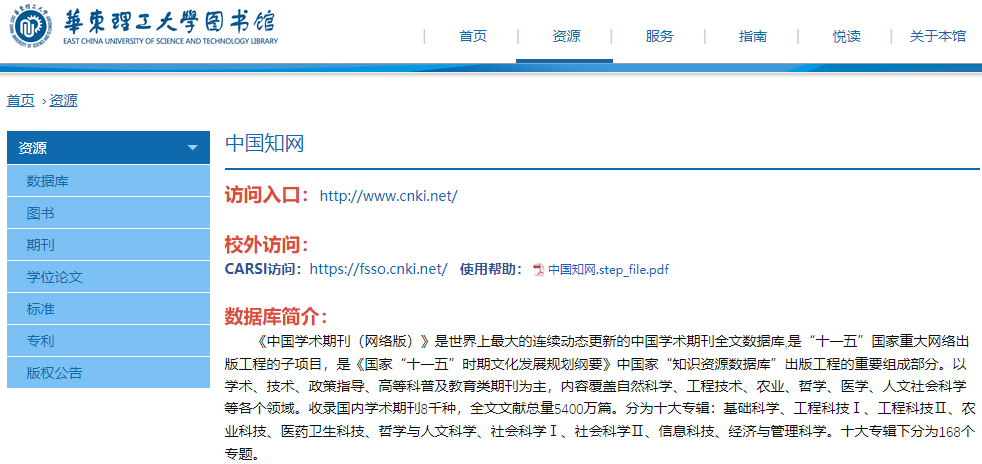 華東理工大學图书馆
EAST CHINA UNIVERSITY OF SCIENCE AND TECHNOLOGY LIBRARY
首页 资源 服务 指南 悦读 关于本馆
首页 › 资源
资源
数据库
图书
期刊
学位论文
标准
专利
版权公告
中国知网
访问入口：http://www.cnki.net/
校外访问：
CARSI访问：https://fsso.cnki.net/ 使用帮助： 中国知网.step_file.pdf
数据库简介：
《中国学术期刊（网络版）》是世界上最大的连续动态更新的中国学术期刊全文数据库,是“十一五”国家重大网络出
版工程的子项目，是《国家“十一五”时期文化发展规划纲要》中国家“知识资源数据库”出版工程的重要组成部分。以
学术、技术、政策指导、高等科普及教育类期刊为主，内容覆盖自然科学、工程技术、农业、哲学、医学、人文社会科学
等各个领域。收录国内学术期刊8千种，全文文献总量5400万篇。分为十大专辑：基础科学、工程科技Ⅰ、工程科技Ⅱ、农
业科技、医药卫生科技、哲学与人文科学、社会科学Ⅰ、社会科学Ⅱ、信息科技、经济与管理科学。十大专辑下分为168个
专题。